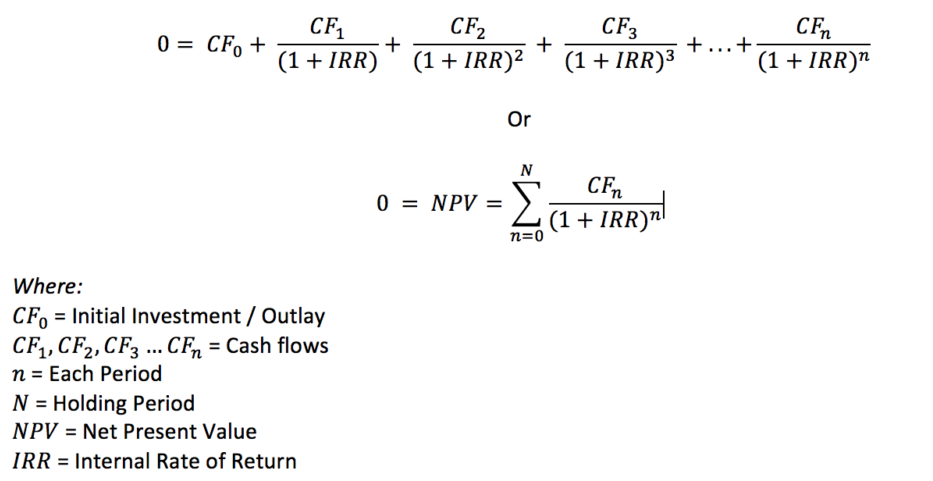 0 = CF₀ + CF₁/(1 + IRR) + CF₂/(1 + IRR)² + CF₃/(1 + IRR)³ + ...+ CFₙ/(1 + IRR)ⁿ
Or
0 = NPV = ∑ₙ₌₀ᴺ CFₙ/(1 + IRR)ⁿ
Where:
CF₀ = Initial Investment / Outlay
CF₁, CF₂, CF₃ ... CFₙ = Cash flows
n = Each Period
N = Holding Period
NPV = Net Present Value
IRR = Internal Rate of Return